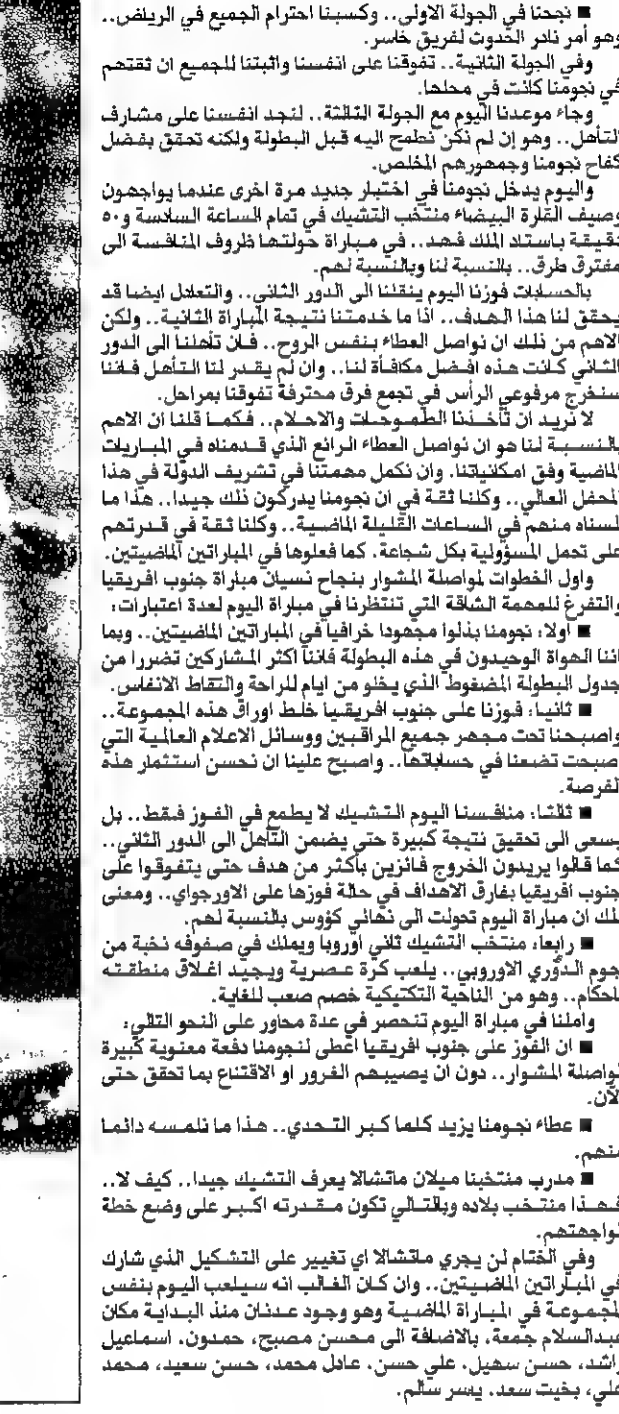 ■ نجحنا في الجولة الاولى.. وكسبنا احترام الجميع في الرياض..
وهو أمر نادر الحدوث لفريق خاسر.
وفي الجولة الثانية.. تفوقنا على انفسنا واثبتنا للجميع ان ثقتهم
في نجومنا كانت في محلها.
وجاء موعدنا اليوم مع الجولة الثالثة.. لنجد انفسنا على مشارف
التأهل.. وهو إن لم نكن نطمح اليه قبل البطولة ولكنه تحقق بفضل
كفاح نجومنا وجمهورهم المخلص.
واليوم يدخل نجومنا في اختبار جديد مرة اخرى عندما يواجهون
وصيف القارة البيضاء منتخب التشيك في تمام الساعة السادسة و٥٠
دقيقة باستاد الملك فهد.. في مباراة حولتها ظروف المنافسة الى
مفترق طرق.. بالنسبة لنا وبالنسبة لهم.
بالحسابات فوزنا اليوم ينقلنا الى الدور الثاني.. والتعادل ايضا قد
يحقق لنا هذا الهدف.. اذا ما خدمتنا نتيجة المباراة الثانية.. ولكن
الاهم من ذلك ان نواصل العطاء بنفس الروح.. فان تأهلنا الى الدور
الثاني كانت هذه افضل مكافأة لنا.. وان لم يقدر لنا التأهل فاننا
سنخرج مرفوعي الرأس في تجمع فرق محترفة تفوقنا بمراحل.
لا نريد ان تأخذنا الطموحات والاحلام.. فكما قلنا ان الاهم
بالنسبة لنا هو ان نواصل العطاء الرائع الذي قدمناه في المباريات
الماضية وفق امكانياتنا. وان نكمل مهمتنا في تشريف الدولة في هذا
المحفل العالي.. وكلنا ثقة في ان نجومنا يدركون ذلك جيدا.. هذا ما
لمسناه منهم في الساعات القليلة الماضية.. وكلنا ثقة في قدرتهم
على تحمل المسؤولية بكل شجاعة. كما فعلوها في المباراتين الماضيتين.
واول الخطوات لمواصلة المشوار بنجاح نسيان مباراة جنوب افريقيا
والتفرغ للمهمة الشاقة التي تنتظرنا في مباراة اليوم لعدة اعتبارات:
■ اولا: نجومنا بذلوا مجهودا خرافيا في المباراتين الماضيتين.. وبما
اننا الهواة الوحيدون في هذه البطولة فاننا اكثر المشاركين تضررا من
جدول البطولة المضغوط الذي يخلو من ايام للراحة والتقاط الانفاس.
■ ثانيا: فوزنا على جنوب افريقيا خلط اوراق هذه المجموعة..
واصبحنا تحت مجهر جميع المراقبين ووسائل الاعلام العالمية التي
اصبحت تضعنا في حساباتها.. واصبح علينا ان نحسن استثمار هذه
الفرصة.
■ ثالثا: منافسنا اليوم التشيك لا يطمع في الفوز فقط.. بل
يسعى الى تحقيق نتيجة كبيرة حتى يضمن التأهل الى الدور الثاني..
كما قالوا يريدون الخروج فائزين بأكثر من هدف حتى يتفوقوا على
جنوب افريقيا بفارق الاهداف في حالة فوزها على الاورجواي.. ومعنى
ذلك ان مباراة اليوم تحولت الى نهائي كؤوس بالنسبة لهم.
■ رابعا: منتخب التشيك ثاني أوروبا ويملك في صفوفه نخبة من
نجوم الدوري الاوروبي.. يلعب كرة عصرية ويجيد اغلاق منطقته
باحكام.. وهو من الناحية التكتيكية خصم صعب للغاية.
واملنا في مباراة اليوم تنحصر في عدة محاور على النحو التالي:
■ ان الفوز على جنوب افريقيا اعطى لنجومنا دفعة معنوية كبيرة
لمواصلة المشوار.. دون ان يصيبهم الغرور او الاقتناع بما تحقق حتى
الآن.
■ عطاء نجومنا يزيد كلما كبر التحدي.. هذا ما نلمسه دائما
منهم.
■ مدرب منتخبنا ميلان ماتشالا يعرف التشيك جيدا.. كيف لا..
فهذا منتخب بلاده وبالتالي تكون مقدرته اكبر على وضع خطة
لمواجهتهم.
وفي الختام لن يجري ماتشالا اي تغيير على التشكيل الذي شارك
في المباراتين الماضيتين.. وان كان الغالب انه سيلعب اليوم بنفس
المجموعة في المباراة الماضية وهو وجود عدنان منذ البداية مكان
عبدالسلام جمعة. بالاضافة الى محسن مصبح، حمدون. اسماعيل
راشد، حسن سهيل. علي حسن. عادل محمد، حسن سعيد، محمد
علي، بخيت سعد. ياسر سالم.